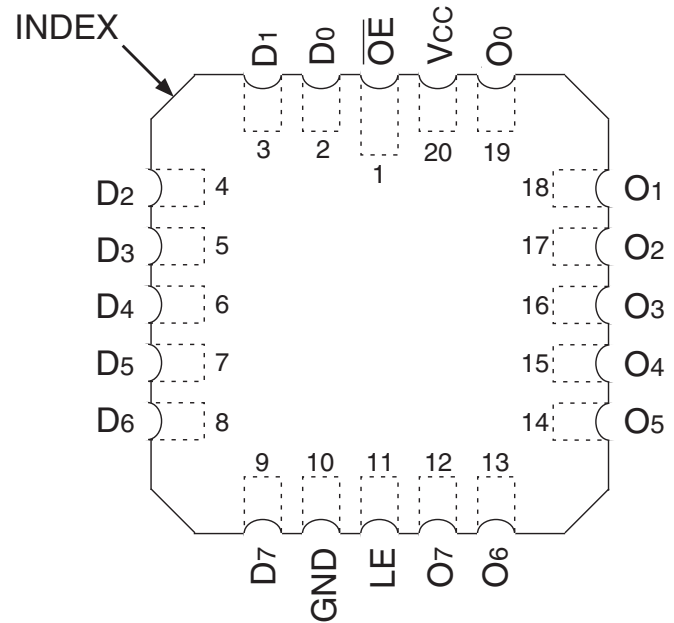 INDEX
D1 D0 O̅E̅ VCC O0
3 2 1 20 19
D2 4 18 O1
D3 5 17 O2
D4 6 16 O3
D5 7 15 O4
D6 8 14 O5
9 10 11 12 13
D7 GND LE O7 O6